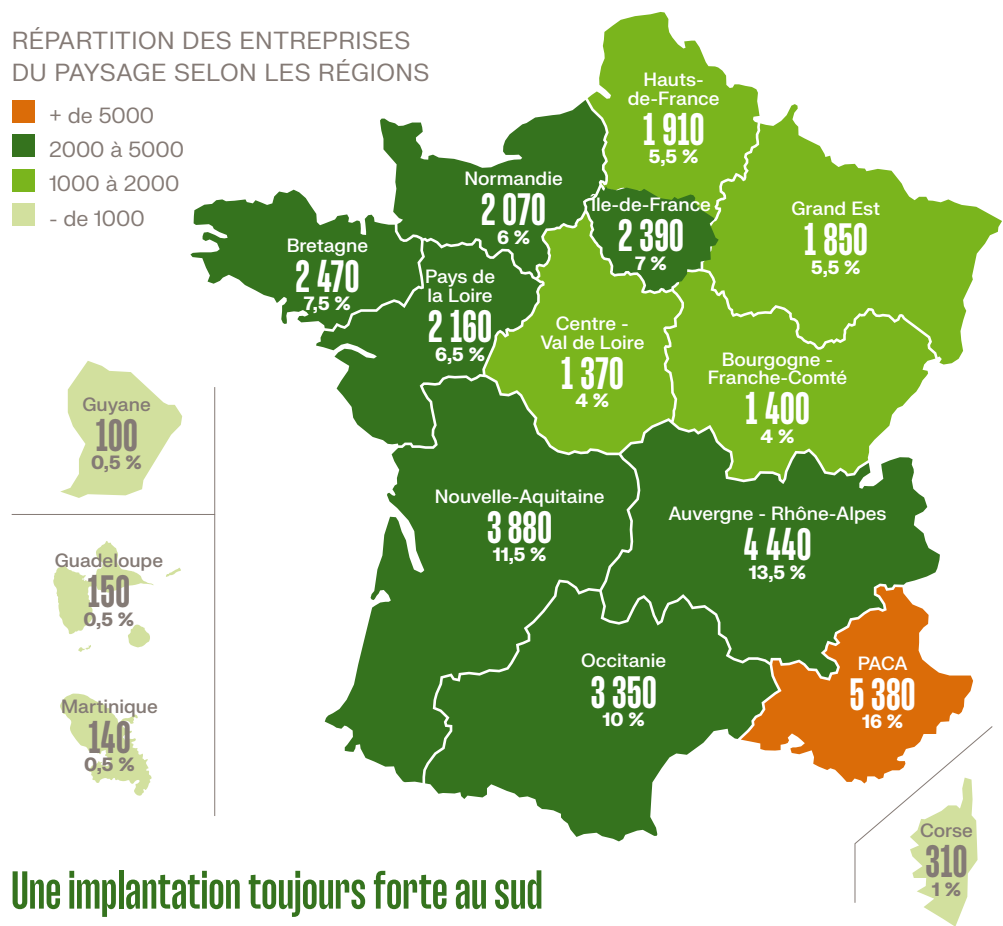 RÉPARTITION DES ENTREPRISES
DU PAYSAGE SELON LES RÉGIONS
+ de 5000
2000 à 5000
1000 à 2000
- de 1000
Hauts-
de-France
1 910
5,5 %
Normandie
2 070
6 %
Île-de-France
2 390
7 %
Grand Est
1 850
5,5 %
Bretagne
2 470
7,5 %
Pays de
la Loire
2 160
6,5 %
Centre -
Val de Loire
1 370
4 %
Bourgogne -
Franche-Comté
1 400
4 %
Guyane
100
0,5 %
Nouvelle-Aquitaine
3 880
11,5 %
Auvergne - Rhône-Alpes
4 440
13,5 %
Guadeloupe
150
0,5 %
Occitanie
3 350
10 %
PACA
5 380
16 %
Martinique
140
0,5 %
Corse
310
1 %
Une implantation toujours forte au sud